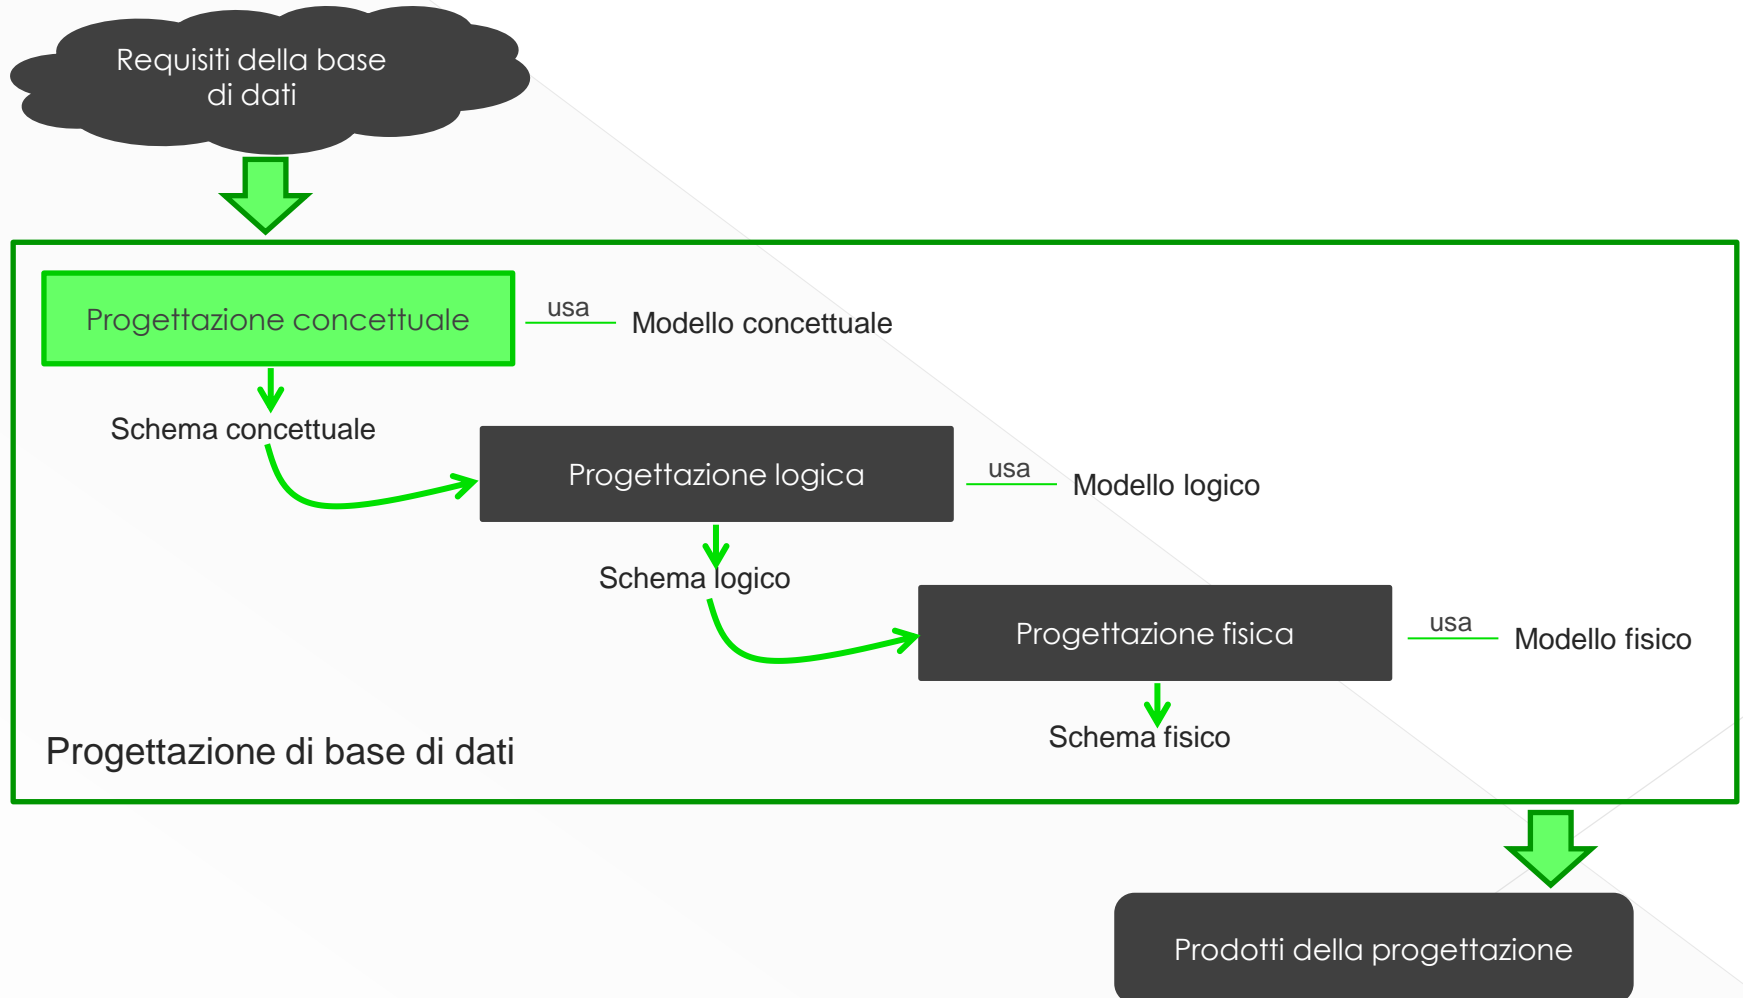 Requisiti della base
di dati
Progettazione concettuale
usa
Modello concettuale
Schema concettuale
Progettazione logica
usa
Modello logico
Schema logico
Progettazione fisica
usa
Modello fisico
Schema fisico
Progettazione di base di dati
Prodotti della progettazione